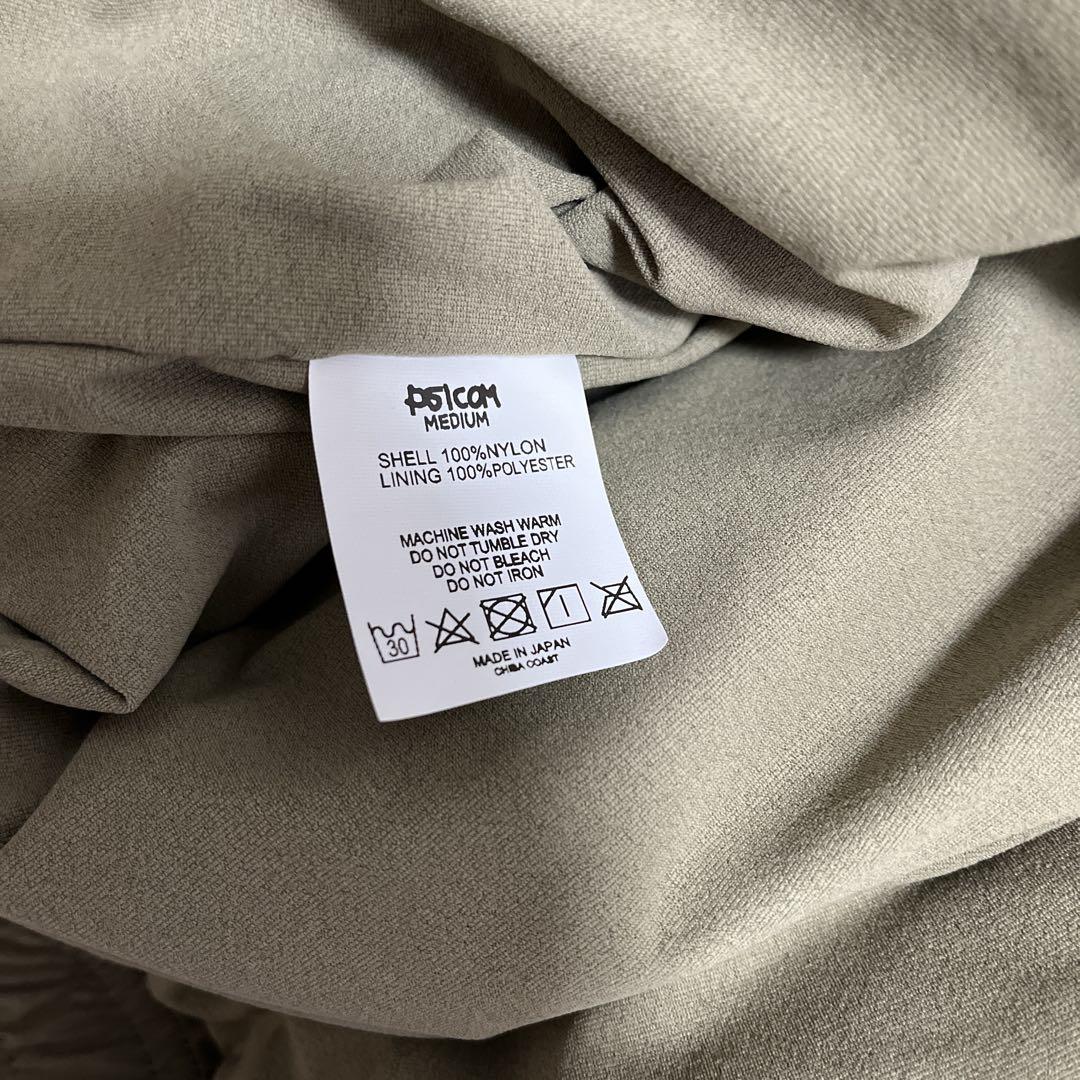 PSICOM
MEDIUM
SHELL 100%NYLON
LINING 100%POLYESTER
MACHINE WASH WARM
DO NOT TUMBLE DRY
DO NOT BLEACH
DO NOT IRON
30
MADE IN JAPAN
CHIBA COAST